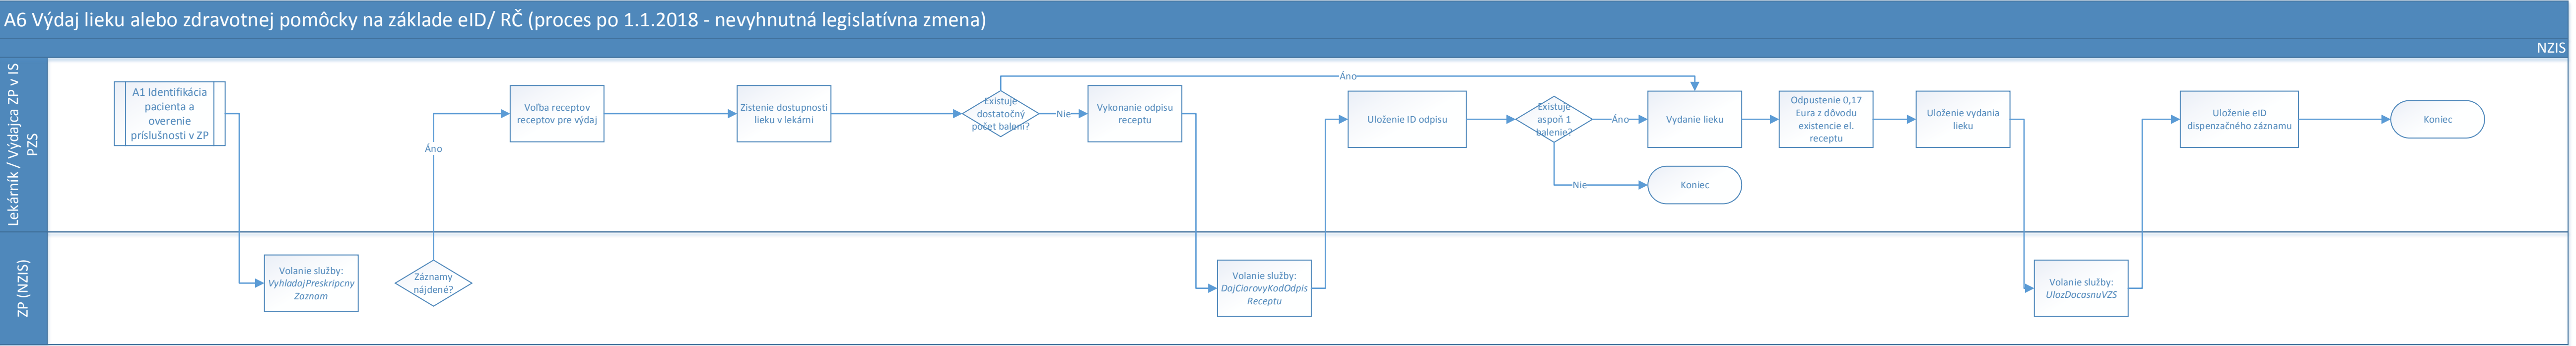 A6 Výdaj lieku alebo zdravotnej pomôcky na základe eID/ RČ (proces po 1.1.2018 - nevyhnutná legislatívna zmena)
NZIS
Lekárník / Výdajca ZP v IS
PZS
A1 Identifikácia
pacienta a
overenie
príslušnosti v ZP
Áno
Voľba receptov
receptov pre výdaj
Zistenie dostupnosti
lieku v lekárni
Existuje
dostatočný
počet balení?
Áno
Nie
Vykonanie odpisu
receptu
Uloženie ID odpisu
Existuje
aspoň 1
balenie?
Áno
Nie
Vydanie lieku
Koniec
Odpustenie 0,17
Eura z dôvodu
existencie el.
receptu
Uloženie vydania
lieku
Uloženie eID
dispenzačného záznamu
Koniec
ZP (NZIS)
Volanie služby:
VyhladajPreskripcny
Zaznam
Záznamy
nájdené?
Volanie služby:
DajCiarovyKodOdpis
Receptu
Volanie služby:
UlozDocasnuVZS